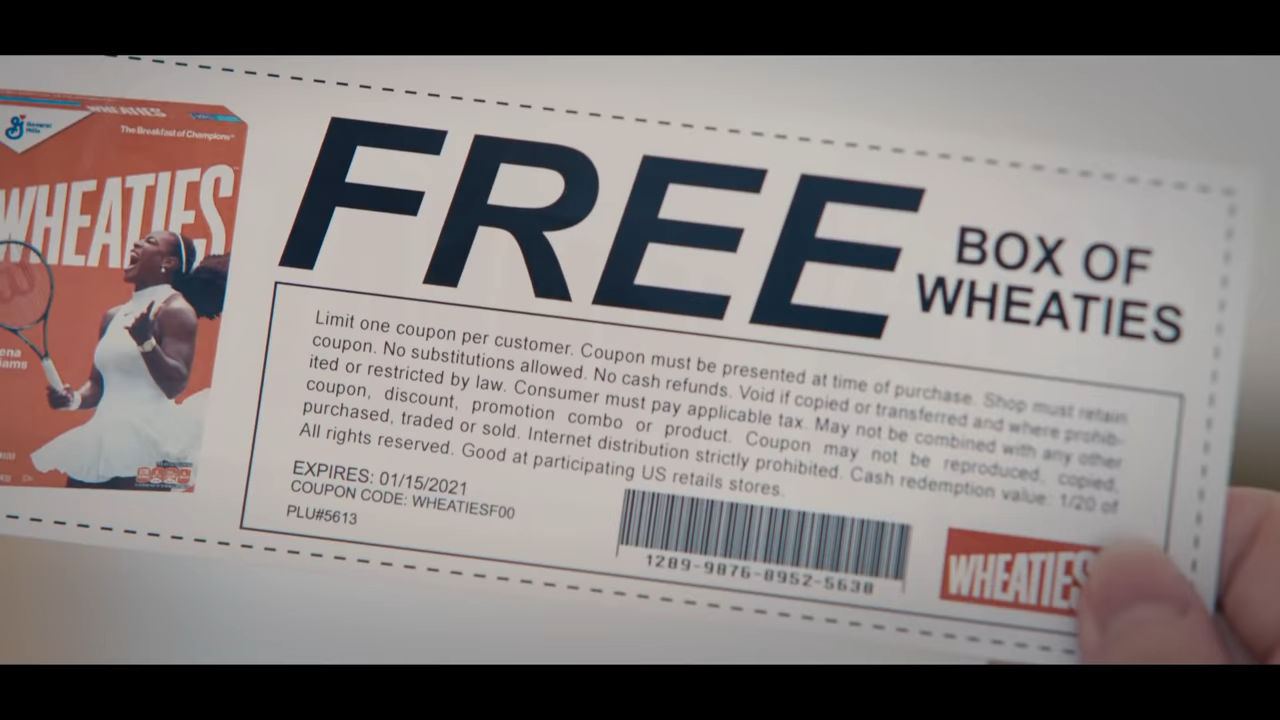 WHEATIES
General Mills
The Breakfast of Champions
WHEATIES
FREE
BOX OF
WHEATIES
Limit one coupon per customer. Coupon must be presented at time of purchase. Shop must retain
coupon. No substitutions allowed. No cash refunds. Void if copied or transferred and where prohib-
ited or restricted by law. Consumer must pay applicable tax. May not be combined with any other
coupon, discount, promotion combo or product. Coupon may not be reproduced, copied,
purchased, traded or sold. Internet distribution strictly prohibited. Cash redemption value: 1/20 of
All rights reserved. Good at participating US retails stores.
EXPIRES: 01/15/2021
COUPON CODE: WHEATIESF00
PLU#5613
1289-9876-8952-5638
WHEATIES